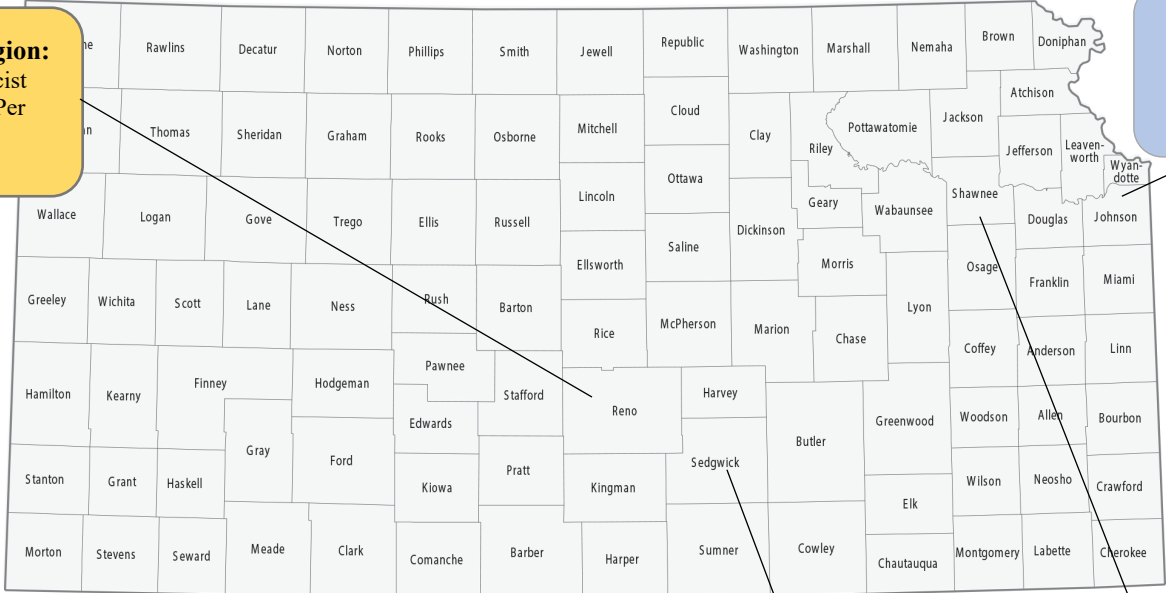 gion:
cist
Per
ne
Rawlins
Decatur
Norton
Phillips
Smith
Jewell
Republic
Washington
Marshall
Nemaha
Brown
Doniphan
an
Thomas
Sheridan
Graham
Rooks
Osborne
Mitchell
Cloud
Clay
Riley
Pottawatomie
Jackson
Atchison
Jefferson
Leaven-
worth
Wyan-
dotte
Wallace
Logan
Gove
Trego
Ellis
Russell
Lincoln
Ottawa
Saline
Dickinson
Geary
Wabaunsee
Shawnee
Douglas
Johnson
Ellsworth
Morris
Osage
Franklin
Miami
Greeley
Wichita
Scott
Lane
Ness
Rush
Barton
Rice
McPherson
Marion
Chase
Lyon
Coffey
Anderson
Linn
Hamilton
Kearny
Finney
Hodgeman
Pawnee
Stafford
Edwards
Reno
Harvey
Butler
Greenwood
Woodson
Allen
Bourbon
Stanton
Grant
Haskell
Gray
Ford
Kiowa
Pratt
Kingman
Sedgwick
Elk
Wilson
Neosho
Crawford
Morton
Stevens
Seward
Meade
Clark
Comanche
Barber
Harper
Sumner
Cowley
Chautauqua
Montgomery
Labette
Cherokee